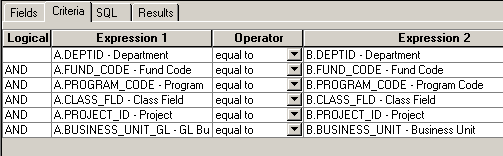 Fields Criteria SQL Results
Logical Expression 1 Operator Expression 2
A.DEPTID - Department equal to B.DEPTID - Department
AND A.FUND_CODE - Fund Code equal to B.FUND_CODE - Fund Code
AND A.PROGRAM_CODE - Program equal to B.PROGRAM_CODE - Program Code
AND A.CLASS_FLD - Class Field equal to B.CLASS_FLD - Class Field
AND A.PROJECT_ID - Project equal to B.PROJECT_ID - Project
AND A.BUSINESS_UNIT_GL - GL Bu equal to B.BUSINESS_UNIT - Business Unit